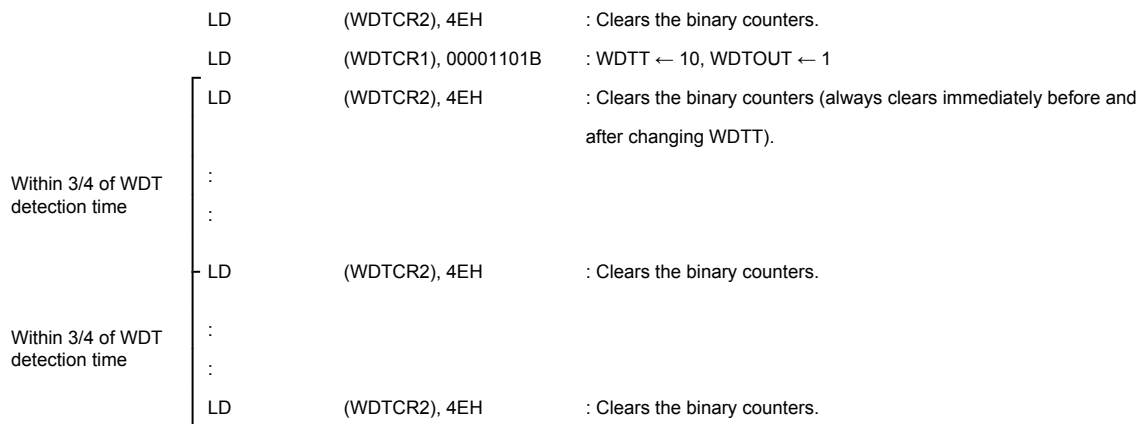 LD (WDTCR2), 4EH : Clears the binary counters.
LD (WDTCR1), 00001101B : WDTT ← 10, WDTOUT ← 1
LD (WDTCR2), 4EH : Clears the binary counters (always clears immediately before and
after changing WDTT).
Within 3/4 of WDT :
detection time :
LD (WDTCR2), 4EH : Clears the binary counters.
Within 3/4 of WDT :
detection time :
LD (WDTCR2), 4EH : Clears the binary counters.